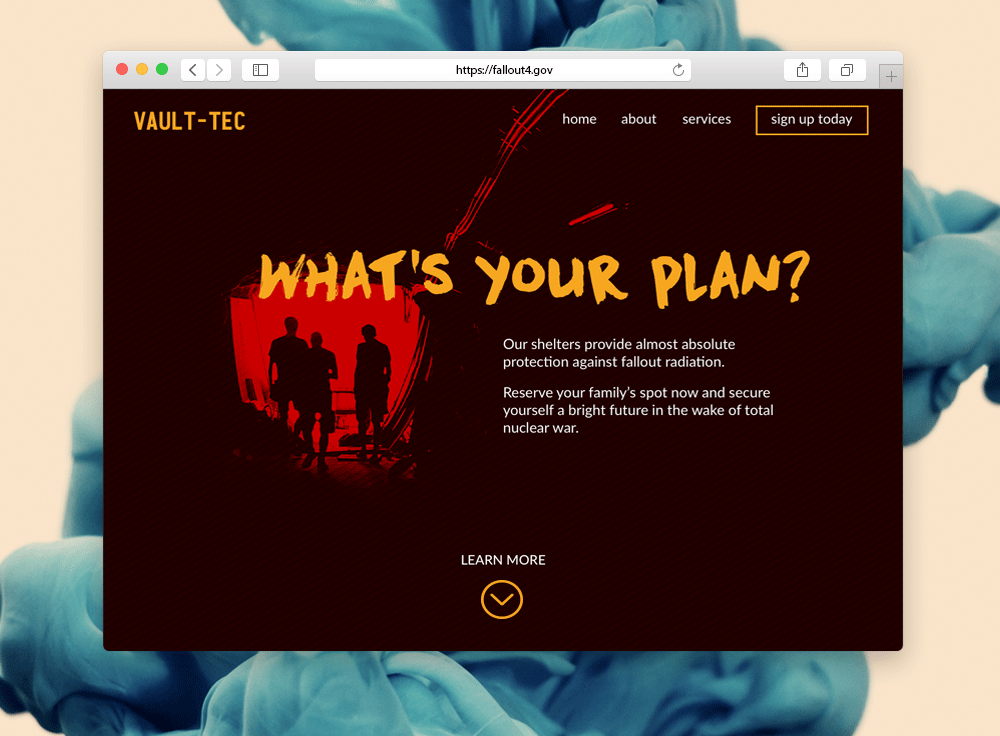 https://fallout4.gov
VAULT-TEC
home about services sign up today
WHAT'S YOUR PLAN?
Our shelters provide almost absolute
protection against fallout radiation.
Reserve your family's spot now and secure
yourself a bright future in the wake of total
nuclear war.
LEARN MORE